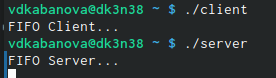 vdkabanova@dk3n38 ~ $ ./client
FIFO Client...
vdkabanova@dk3n38 ~ $ ./server
FIFO Server...